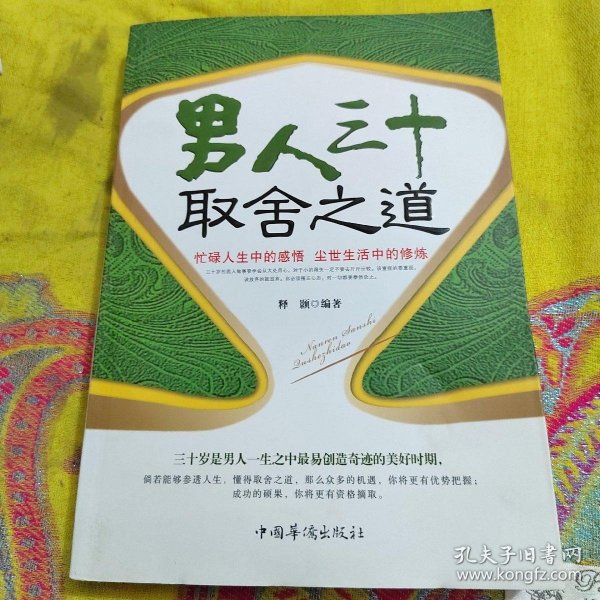 男人三十
取舍之道
忙碌人生中的感悟 尘世生活中的修炼
释 颢◎编著
Nanren Sanshi
Qushezhidao
三十岁是男人一生之中最易创造奇迹的美好时期，
倘若能够参透人生，懂得取舍之道，那么众多的机遇，你将更有优势把握；
成功的硕果，你将更有资格摘取。
中国华侨出版社
孔夫子旧书网
www.kongfz.com